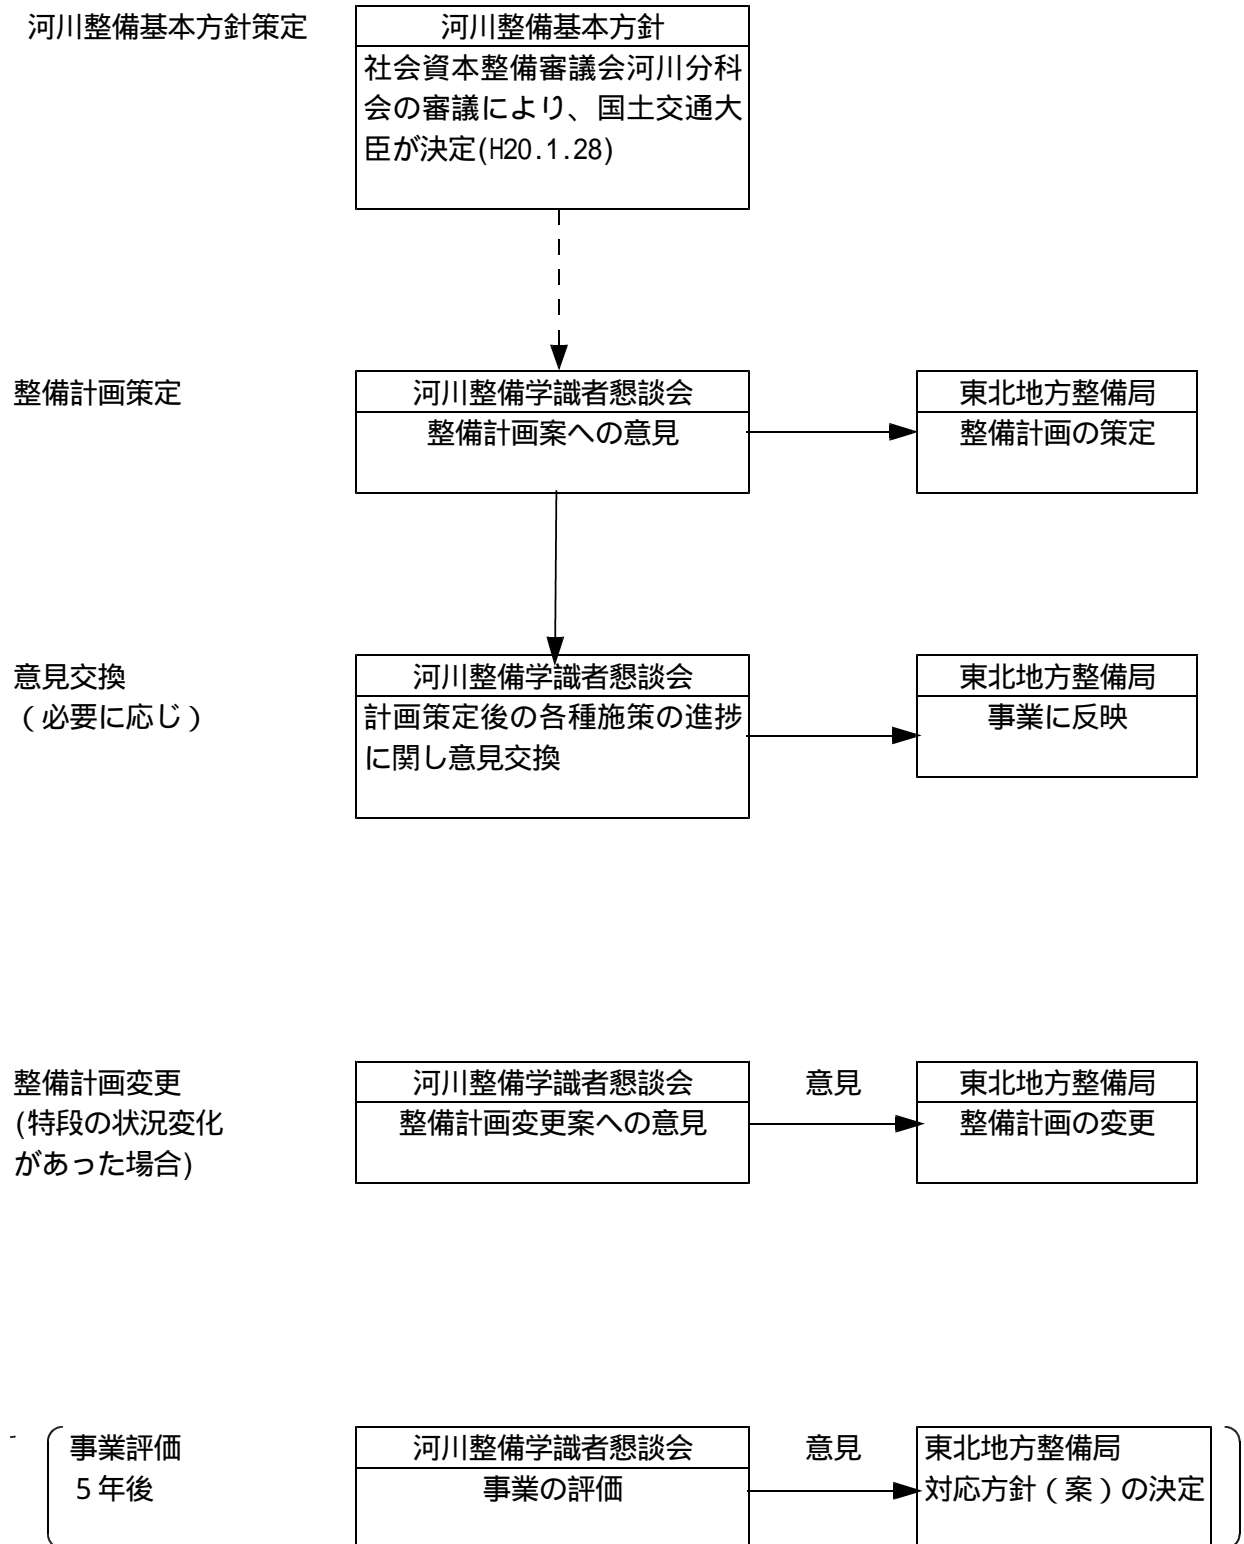 河川整備基本方針策定
河川整備基本方針
社会資本整備審議会河川分科
会の審議により、国土交通大
臣が決定(H20.1.28)
整備計画策定
河川整備学識者懇談会
整備計画案への意見
東北地方整備局
整備計画の策定
意見交換
（必要に応じ）
河川整備学識者懇談会
計画策定後の各種施策の進捗
に関し意見交換
東北地方整備局
事業に反映
整備計画変更
(特段の状況変化
があった場合)
河川整備学識者懇談会
整備計画変更案への意見
意見
東北地方整備局
整備計画の変更
事業評価
5年後
河川整備学識者懇談会
事業の評価
意見
東北地方整備局
対応方針（案）の決定